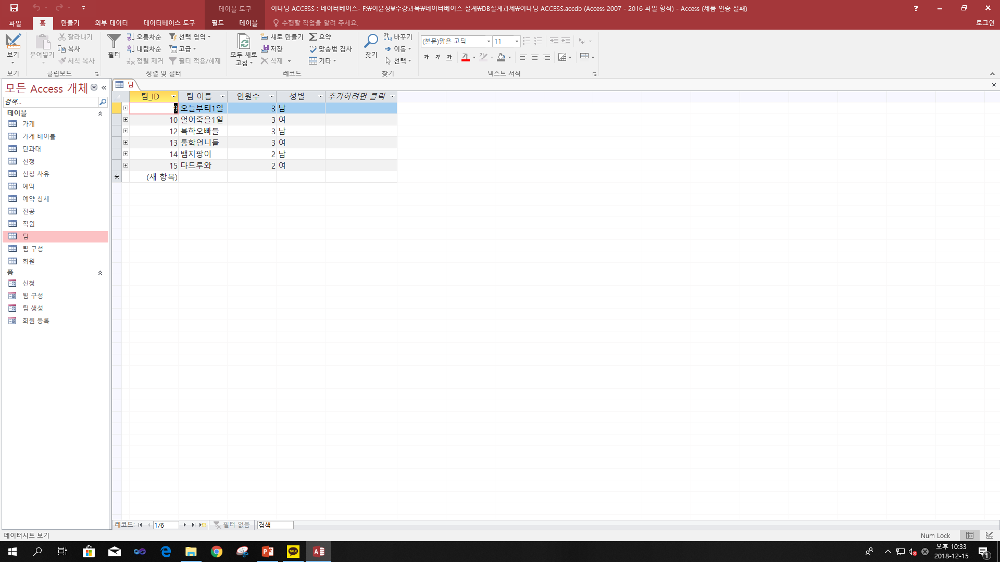 테이블 도구
이나팅 ACCESS : 데이터베이스- F:₩이윤성₩수강과목₩데이터베이스 설계₩DB설계과제₩이나팅 ACCESS.accdb (Access 2007 - 2016 파일 형식) - Access (제품 인증 실패)
파일 홈 만들기 외부 데이터 데이터베이스 도구 필드 테이블 수행할 작업을 알려 주세요. 로그인
잘라내기 오름차순 선택 영역 새로 만들기 요약 바꾸기 (본문)맑은 고딕 11
보기 붙여넣기 복사 필터 내림차순 고급 모두 새로 고침 저장 맞춤법 검사 찾기 이동
서식 복사 정렬 제거 필터 적용/해제 삭제 기타 선택 가 가 가 가
보기 클립보드 정렬 및 필터 레코드 찾기 텍스트 서식
모든 Access 개체
검색...
테이블
가게
가게 테이블
단과대
신청
신청 사유
예약
예약 상세
전공
직원
팀
팀 구성
회원
폼
신청
팀 구성
팀 생성
회원 등록
팀
팀_ID 팀 이름 인원수 성별 추가하려면 클릭
9 오늘부터1일 3 남
10 얼어죽을1일 3 여
12 복학오빠들 3 남
13 통학언니들 3 여
14 뱀지팡이 2 남
15 다드루와 2 여
(새 항목)
레코드: 1/6 필터 없음 검색
데이터시트 보기 Num Lock
TALK
오후 10:33
2018-12-15
1